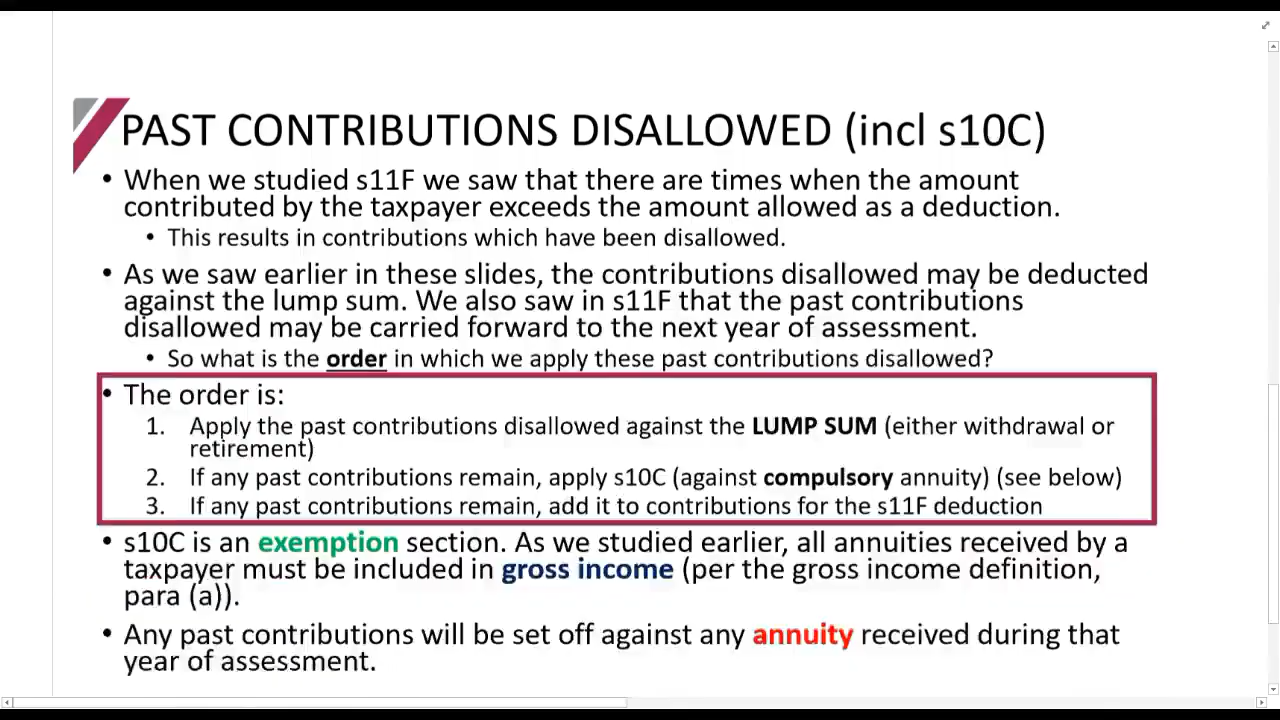 PAST CONTRIBUTIONS DISALLOWED (incl s10C)
• When we studied s11F we saw that there are times when the amount
contributed by the taxpayer exceeds the amount allowed as a deduction.
• This results in contributions which have been disallowed.
• As we saw earlier in these slides, the contributions disallowed may be deducted
against the lump sum. We also saw in s11F that the past contributions
disallowed may be carried forward to the next year of assessment.
• So what is the order in which we apply these past contributions disallowed?
• The order is:
1. Apply the past contributions disallowed against the LUMP SUM (either withdrawal or
retirement)
2. If any past contributions remain, apply s10C (against compulsory annuity) (see below)
3. If any past contributions remain, add it to contributions for the s11F deduction
• s10C is an exemption section. As we studied earlier, all annuities received by a
taxpayer must be included in gross income (per the gross income definition,
para (a)).
• Any past contributions will be set off against any annuity received during that
year of assessment.